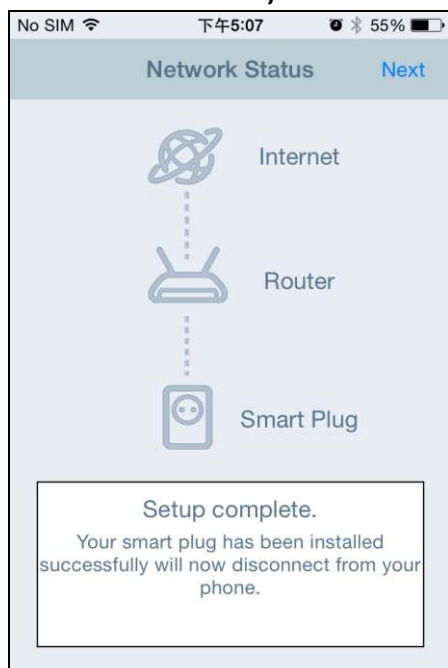 No SIM 下午5:07 55%
Network Status Next
Internet
Router
Smart Plug
Setup complete.
Your smart plug has been installed
successfully will now disconnect from your
phone.